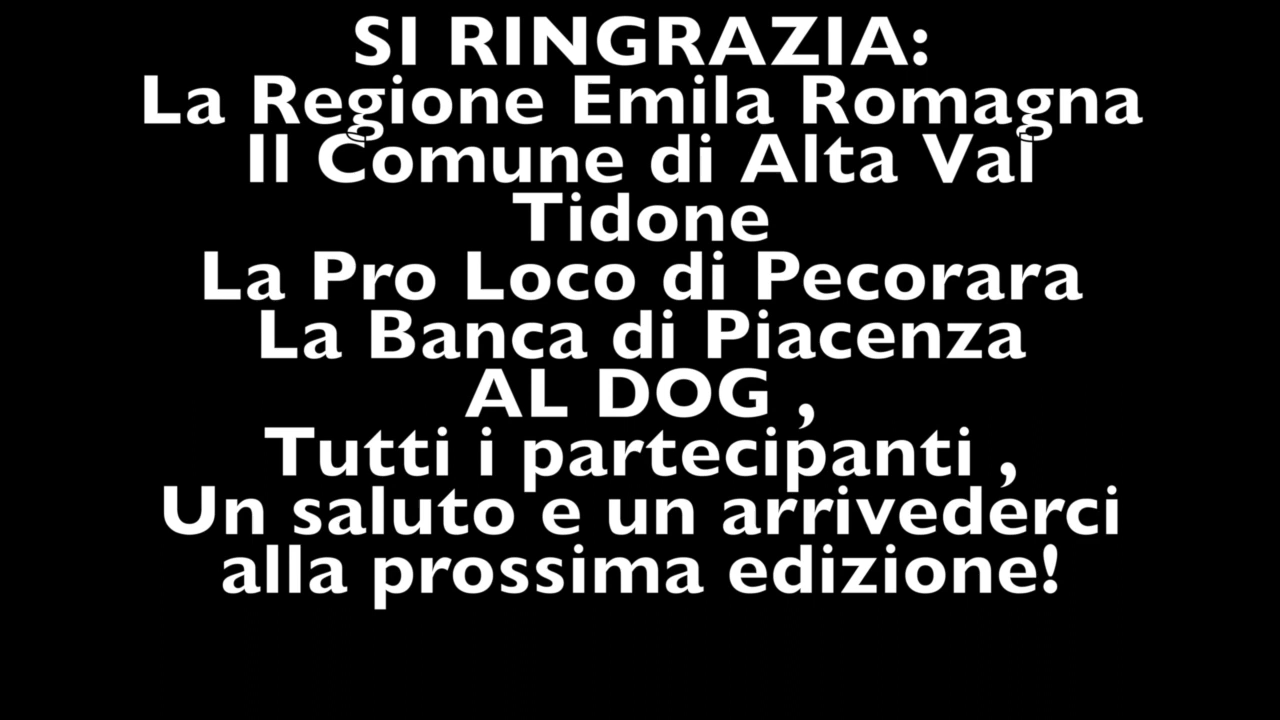 SI RINGRAZIA:
La Regione Emila Romagna
Il Comune di Alta Val
Tidone
La Pro Loco di Pecorara
La Banca di Piacenza
AL DOG ,
Tutti i partecipanti ,
Un saluto e un arrivederci
alla prossima edizione!